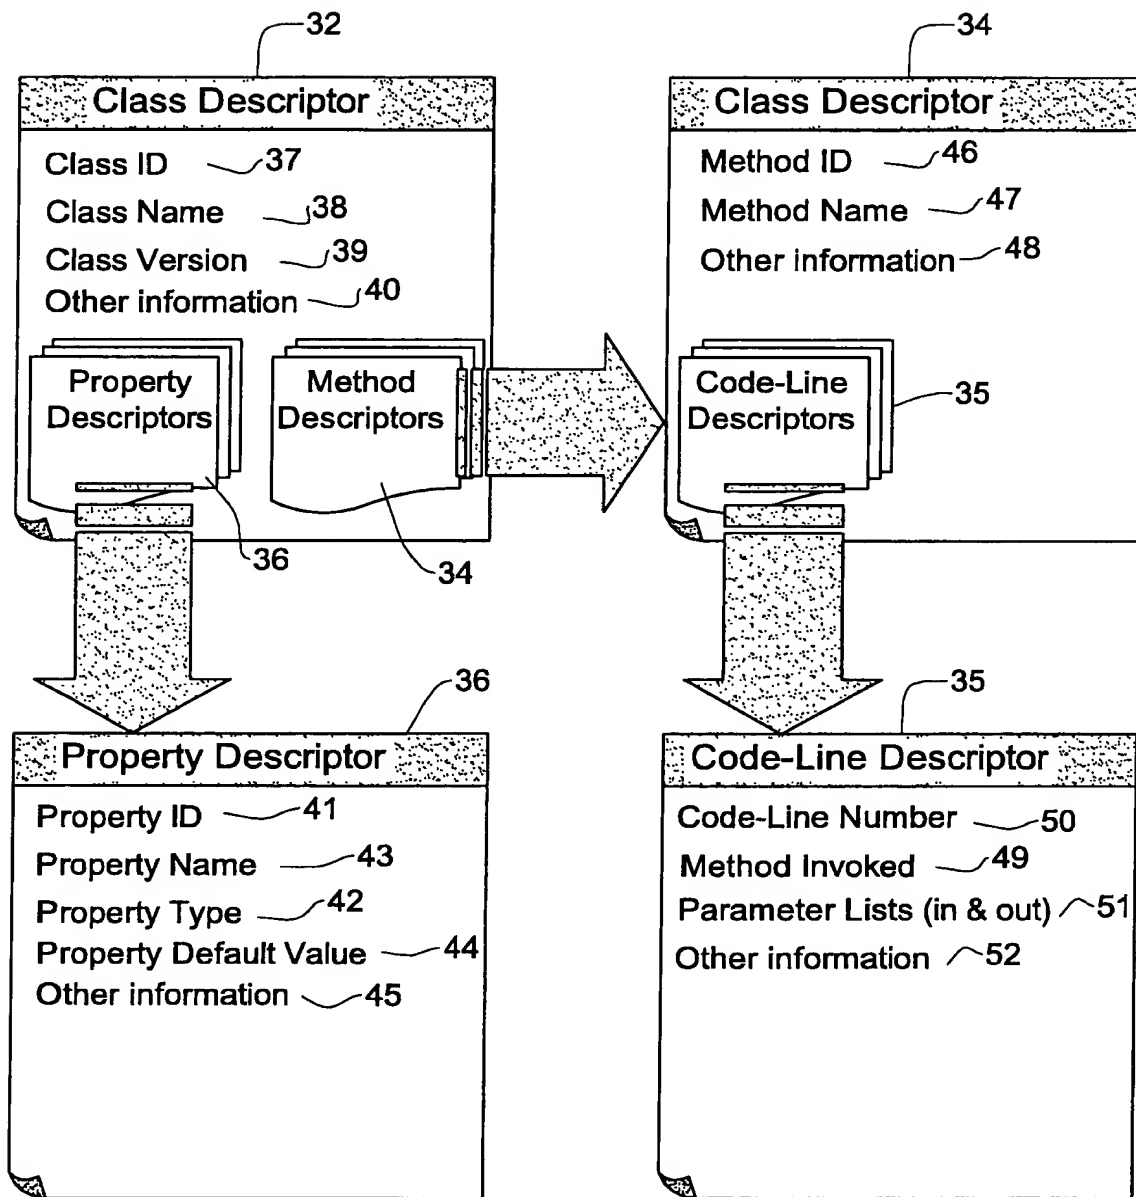 32
Class Descriptor
Class ID 37
Class Name 38
Class Version 39
Other information 40
Property
Descriptors
36
Method
Descriptors
34
34
Class Descriptor
Method ID 46
Method Name 47
Other information 48
Code-Line
Descriptors
35
36
Property Descriptor
Property ID 41
Property Name 43
Property Type 42
Property Default Value 44
Other information 45
35
Code-Line Descriptor
Code-Line Number 50
Method Invoked 49
Parameter Lists (in & out) 51
Other information 52